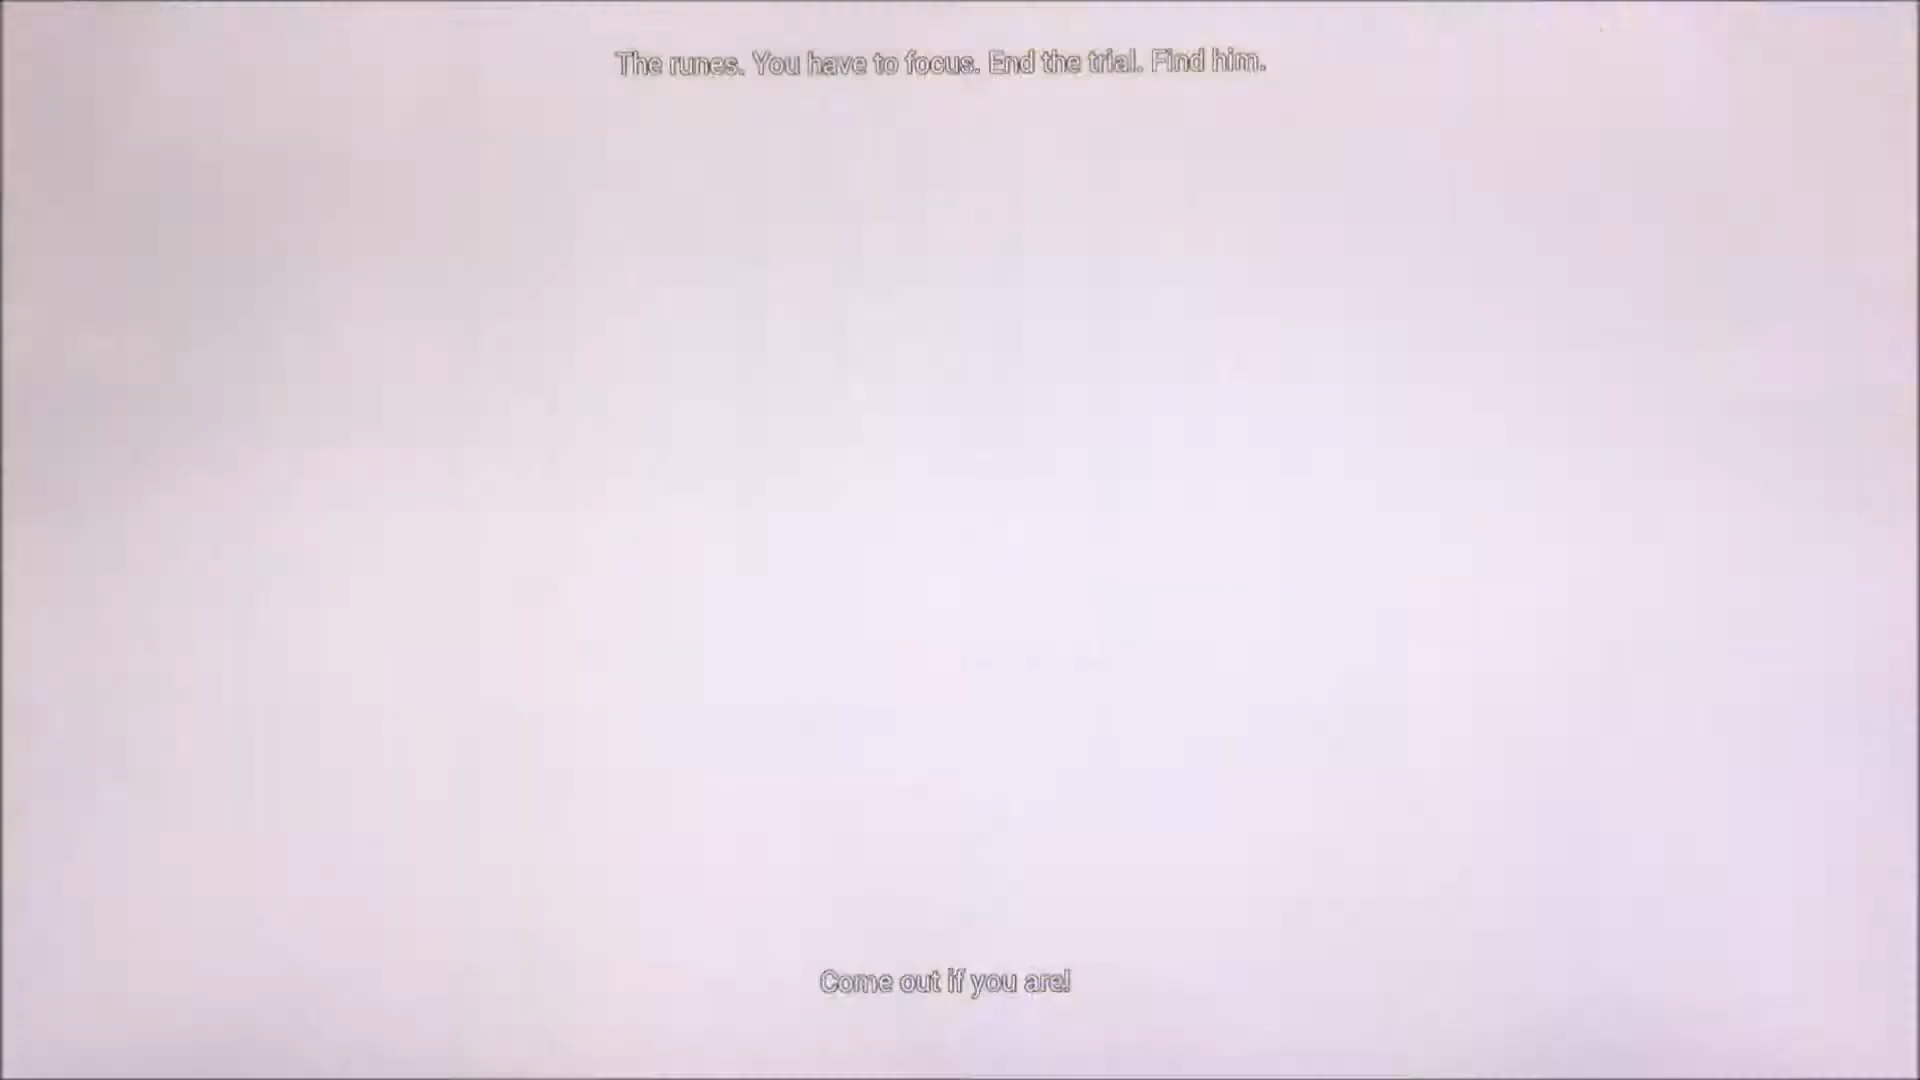 The runes. You have to focus. End the trial. Find him.
Come out if you are!